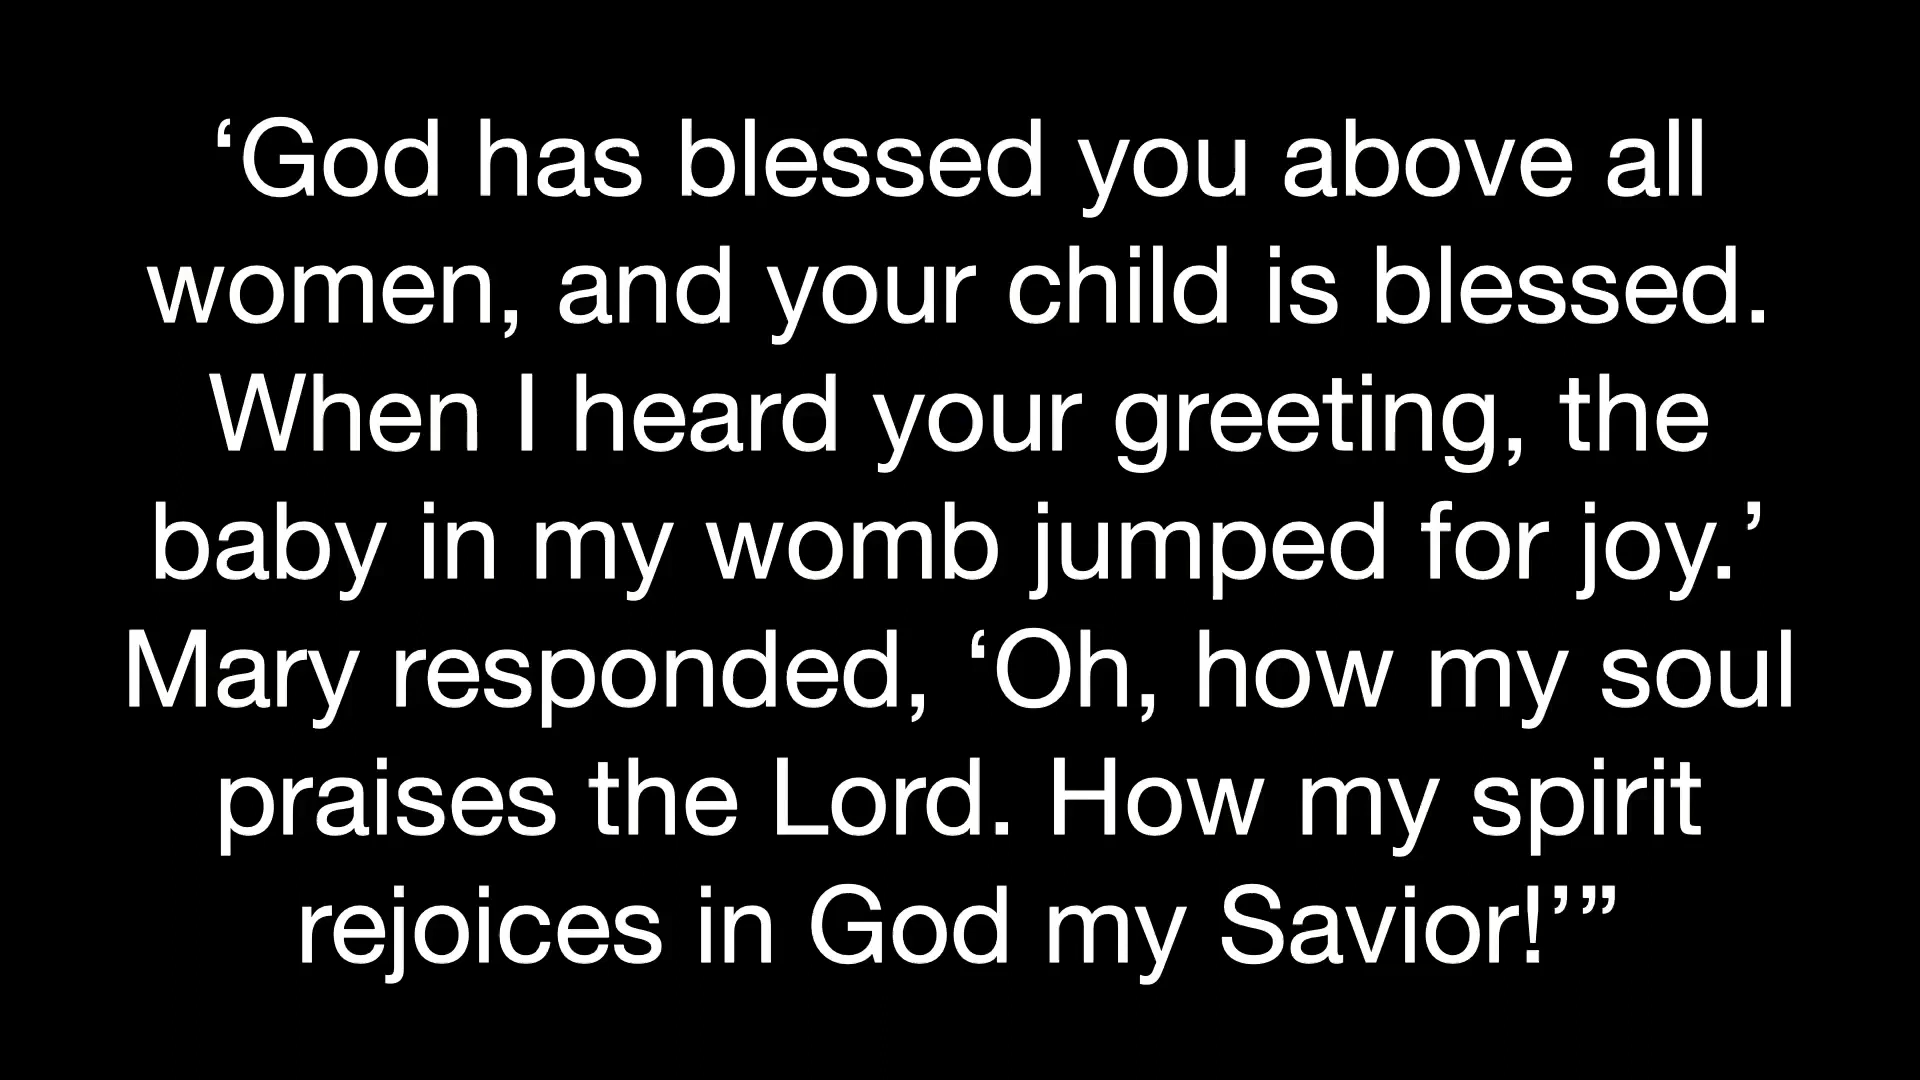 ‘God has blessed you above all
women, and your child is blessed.
When I heard your greeting, the
baby in my womb jumped for joy.’
Mary responded, ‘Oh, how my soul
praises the Lord. How my spirit
rejoices in God my Savior!’”